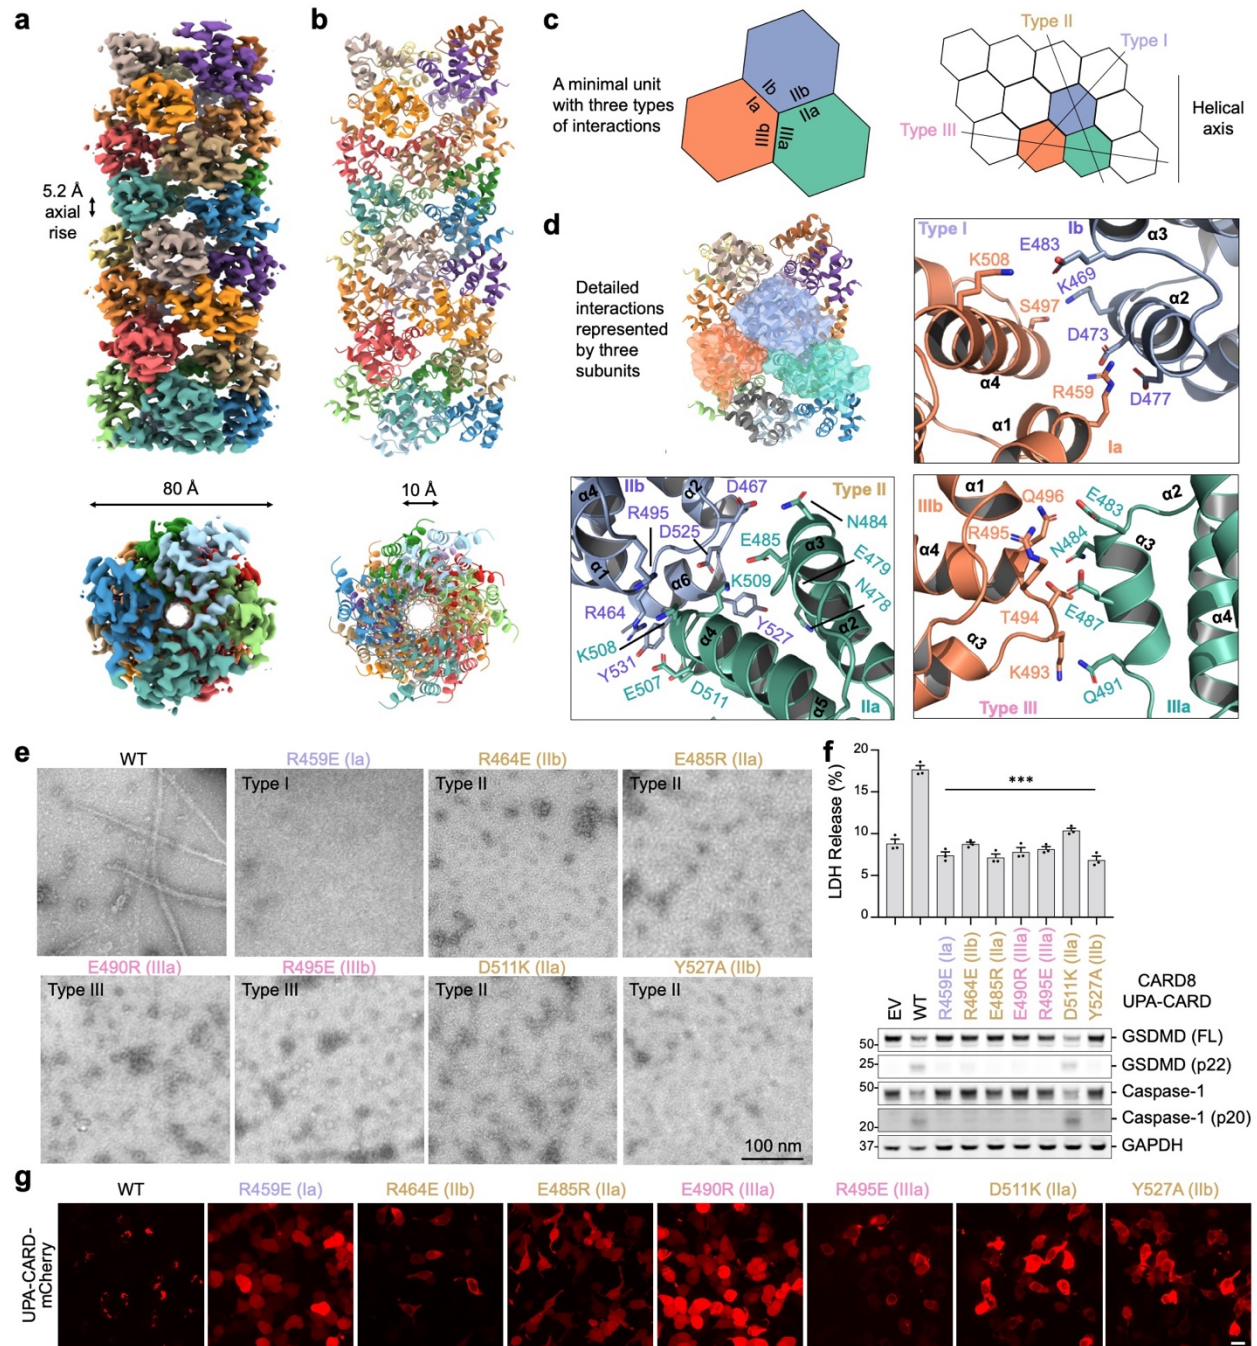 a
5.2 Å
axial
rise
80 Å
b
10 Å
c
A minimal unit
with three types
of interactions
Ib
Ia
IIb
IIa
IIIb
IIIa
Type II
Type I
Type III
Helical
axis
d
Detailed
interactions
represented
by three
subunits
Type I
Ib
α3
E483
K508
K469
α2
S497
D473
α4
R459
D477
α1
Ia
α4
IIb
α2
D467
Type II
R495
D525
N484
E485
α3
α1
α6
K509
E479
R464
N478
K508
α4
Y527
α2
Y531
E507
D511
α5
IIa
α1
Q496
E483
α2
IIIb
R495
N484
α3
α4
T494
E487
α4
α3
K493
Q491
Type III
IIIa
e
WT
R459E (Ia)
R464E (IIb)
E485R (IIa)
Type I
Type II
Type II
E490R (IIIa)
R495E (IIIb)
D511K (IIa)
Y527A (IIb)
Type III
Type III
Type II
Type II
100 nm
f
LDH Release (%)
20
15
10
5
0
***
EV
WT
R459E (Ia)
R464E (IIb)
E485R (IIa)
E490R (IIIa)
R495E (IIIa)
D511K (IIa)
Y527A (IIb)
CARD8
UPA-CARD
50
GSDMD (FL)
25
GSDMD (p22)
50
Caspase-1
20
Caspase-1 (p20)
37
GAPDH
g
WT
R459E (Ia)
R464E (IIb)
E485R (IIa)
E490R (IIIa)
R495E (IIIa)
D511K (IIa)
Y527A (IIb)
UPA-CARD-
mCherry